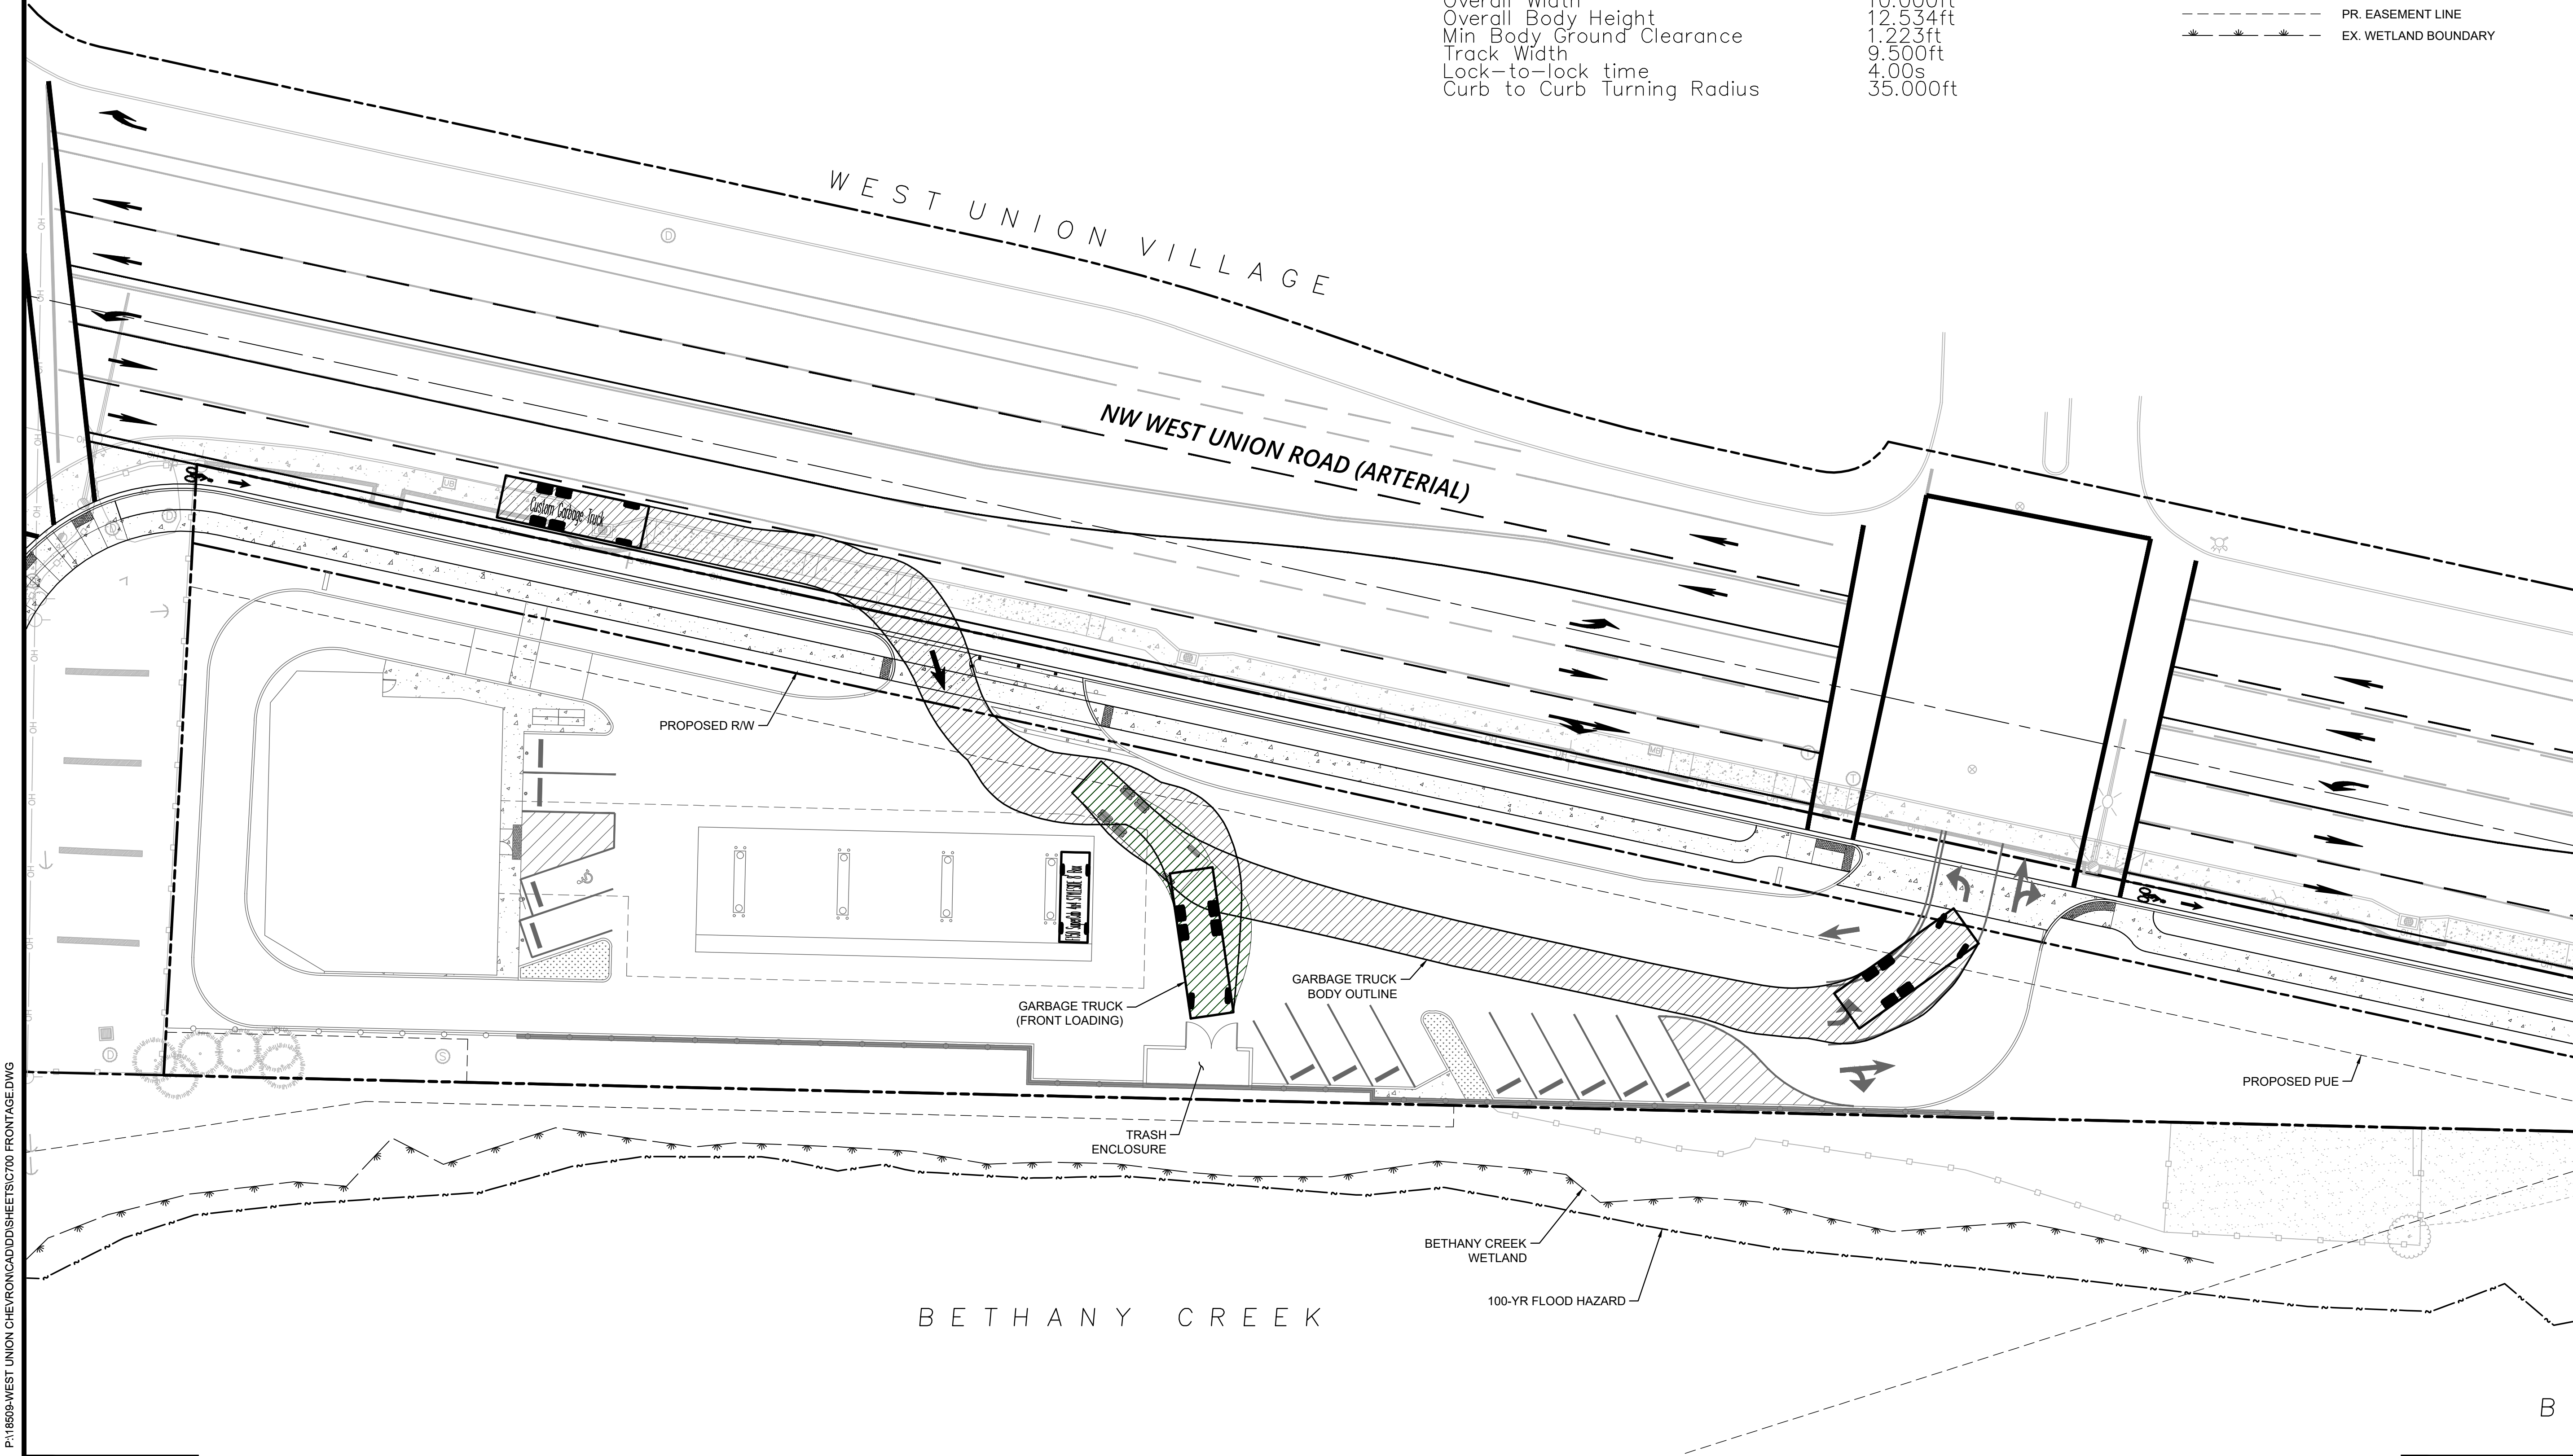 Overall Width 10.000ft
Overall Body Height 12.534ft
Min Body Ground Clearance 1.223ft
Track Width 9.500ft
Lock-to-lock time 4.00s
Curb to Curb Turning Radius 35.000ft
PR. EASEMENT LINE
EX. WETLAND BOUNDARY
WEST UNION VILLAGE
NW WEST UNION ROAD (ARTERIAL)
Custom Garbage Truck
PROPOSED R/W
GARBAGE TRUCK
(FRONT LOADING)
GARBAGE TRUCK
BODY OUTLINE
PROPOSED PUE
TRASH
ENCLOSURE
BETHANY CREEK
WETLAND
100-YR FLOOD HAZARD
BETHANY CREEK
B
P:\18509-WEST UNION CHEVRON\CAD\DD\SHEETS\C700 FRONTAGE.DWG